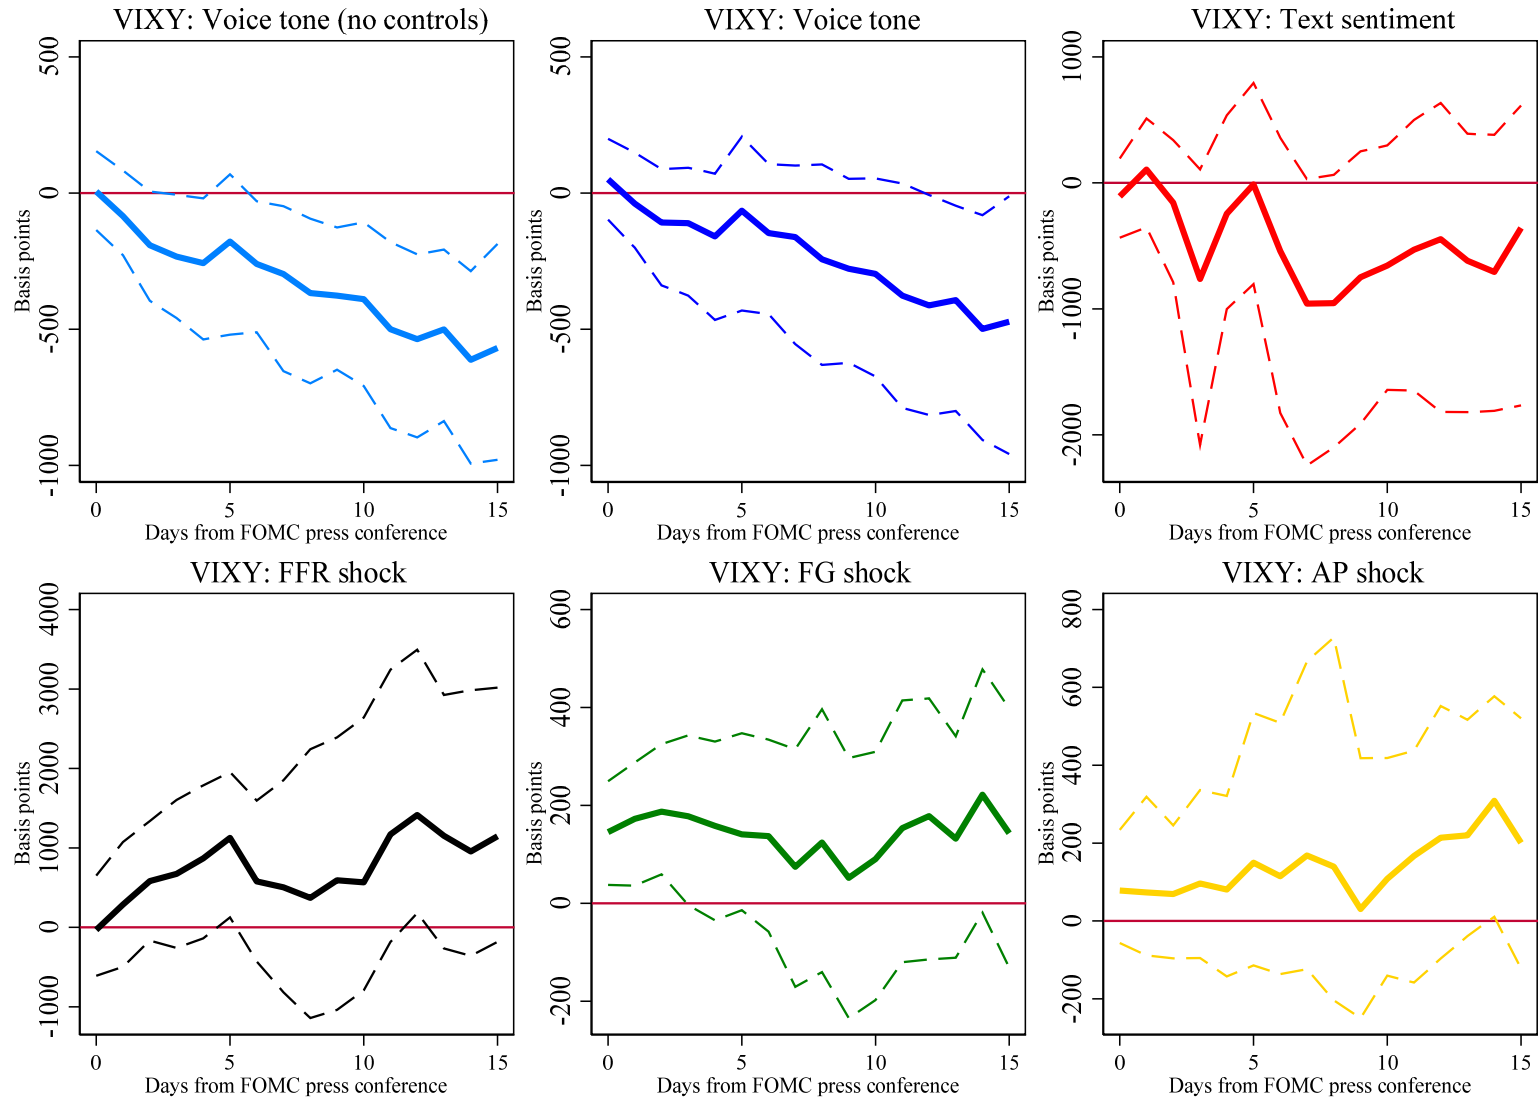 VIXY: Voice tone (no controls)
500
0
-500
-1000
Basis points
0 5 10 15
Days from FOMC press conference
VIXY: Voice tone
500
0
-500
-1000
Basis points
0 5 10 15
Days from FOMC press conference
VIXY: Text sentiment
1000
0
-1000
-2000
Basis points
0 5 10 15
Days from FOMC press conference
VIXY: FFR shock
4000
3000
2000
1000
0
-1000
Basis points
0 5 10 15
Days from FOMC press conference
VIXY: FG shock
600
400
200
0
-200
Basis points
0 5 10 15
Days from FOMC press conference
VIXY: AP shock
800
600
400
200
0
-200
Basis points
0 5 10 15
Days from FOMC press conference